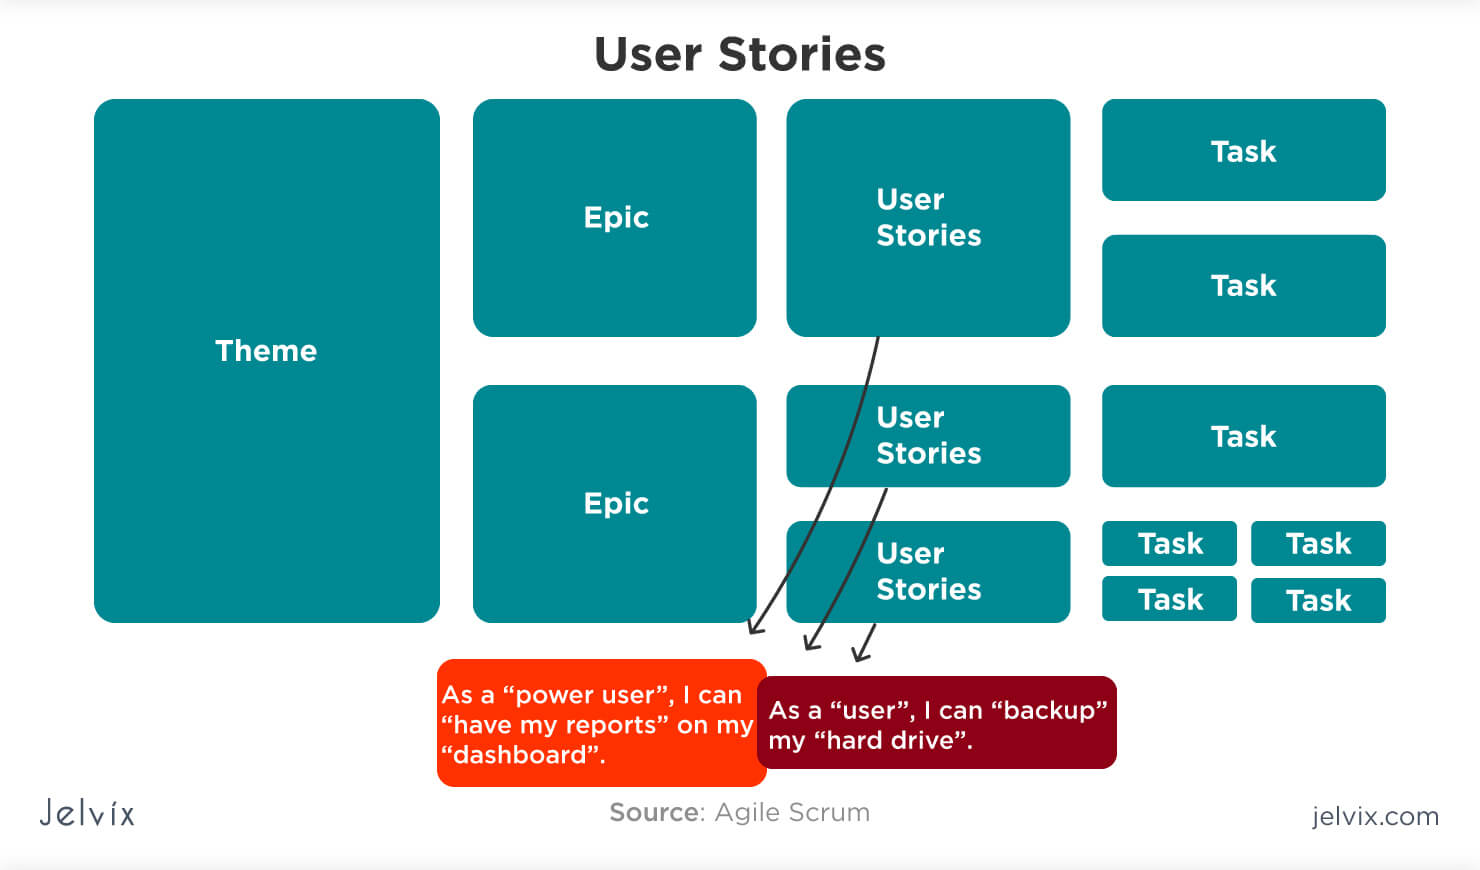 User Stories
Theme
Epic
User
Stories
Task
Task
Epic
User
Stories
Task
User
Stories
Task
Task
Task
Task
As a “power user”, I can
“have my reports” on my
“dashboard”.
As a “user”, I can “backup”
my “hard drive”.
Jelvíx
Source: Agile Scrum
jelvix.com